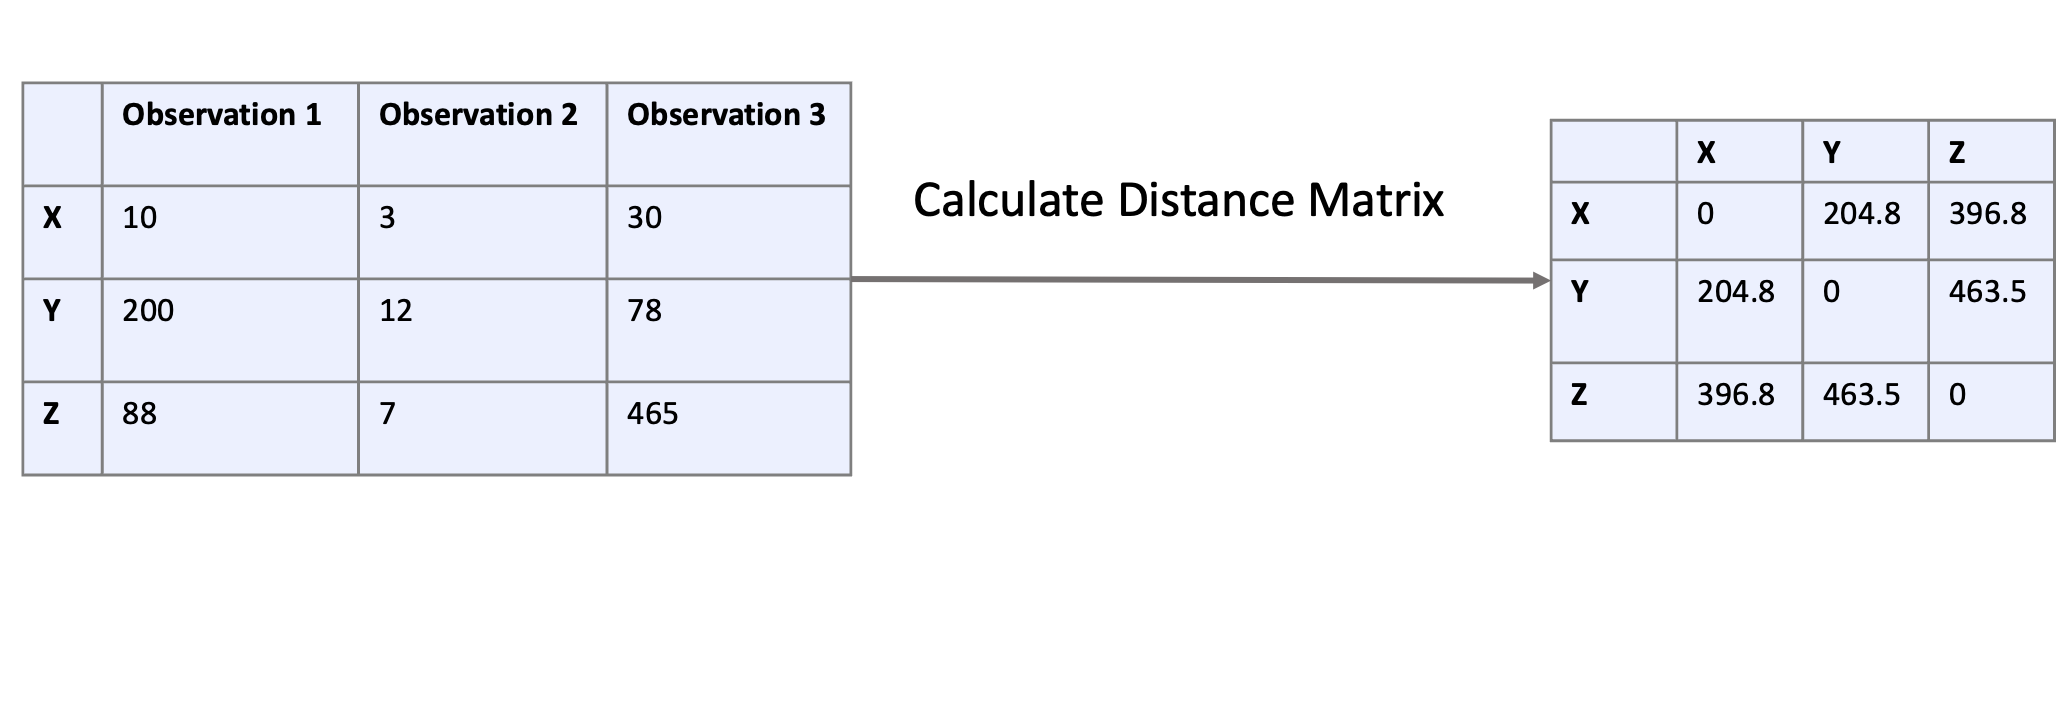 Observation 1 Observation 2 Observation 3
X 10 3 30
Y 200 12 78
Z 88 7 465
Calculate Distance Matrix
X Y Z
X 0 204.8 396.8
Y 204.8 0 463.5
Z 396.8 463.5 0